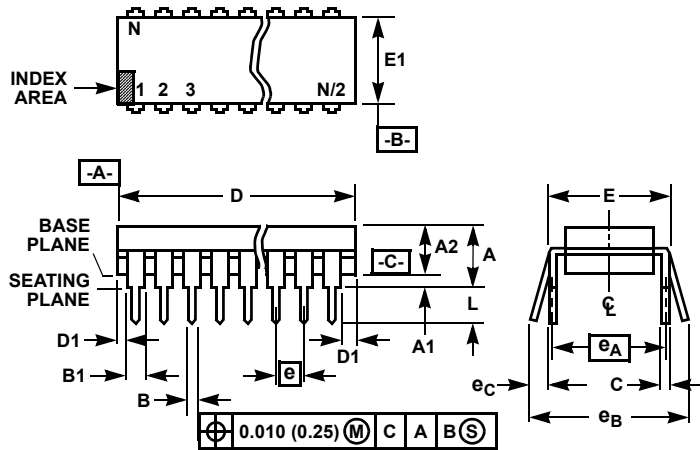 N
E1
INDEX
AREA
1 2 3 N/2
-B-
-A-
D
E
BASE
PLANE
A2
A
-C-
SEATING
PLANE
L
℄
D1
A1
D1
eA
B1
e
eC
C
B
eB
⌖ 0.010 (0.25) Ⓜ C A B Ⓢ